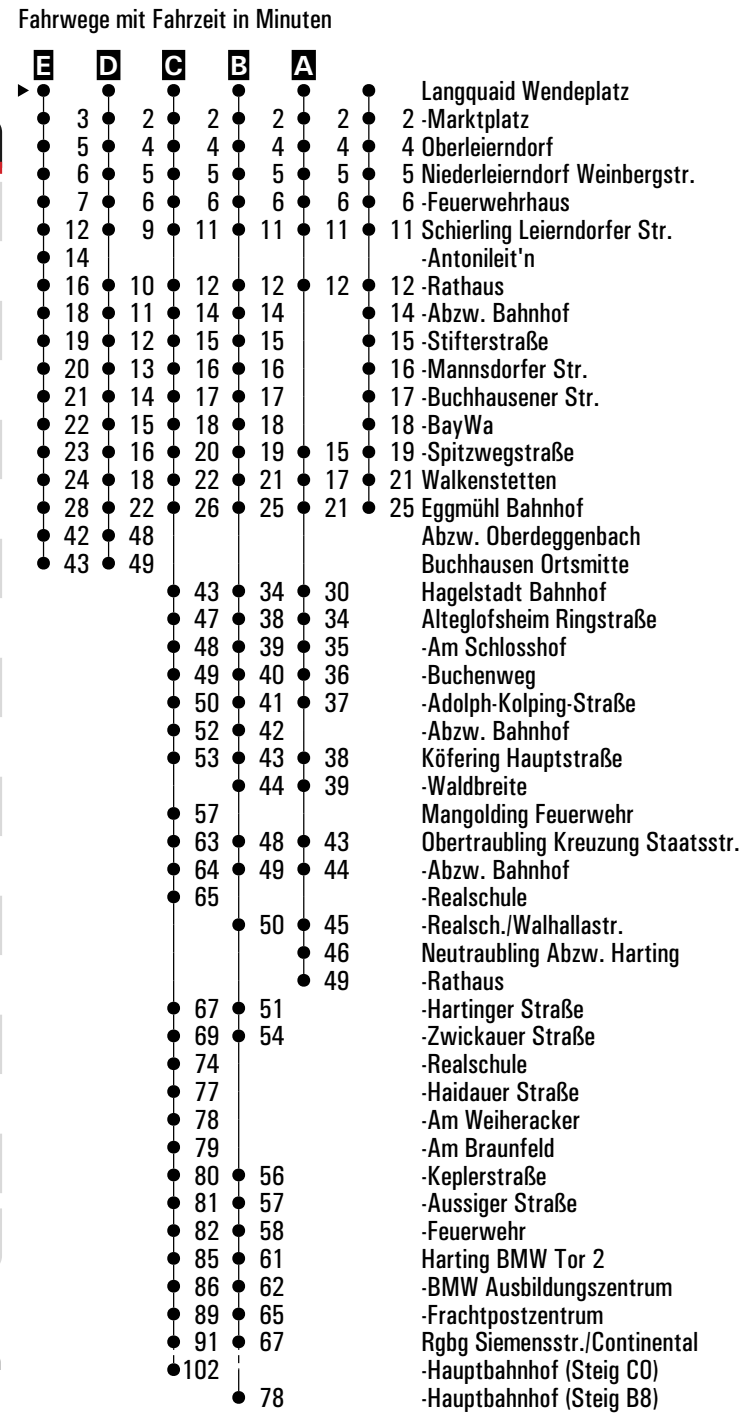 Fahrwege mit Fahrzeit in Minuten
E D C B A
Langquaid Wendeplatz
3 2 2 2 2 2 -Marktplatz
5 4 4 4 4 4 Oberleierndorf
6 5 5 5 5 5 Niederleierndorf Weinbergstr.
7 6 6 6 6 6 -Feuerwehrhaus
12 9 11 11 11 11 Schierling Leierndorfer Str.
14 -Antonileit'n
16 10 12 12 12 12 -Rathaus
18 11 14 14 14 -Abzw. Bahnhof
19 12 15 15 15 -Stifterstraße
20 13 16 16 16 -Mannsdorfer Str.
21 14 17 17 17 -Buchhausener Str.
22 15 18 18 18 -BayWa
23 16 20 19 15 19 -Spitzwegstraße
24 18 22 21 17 21 Walkenstetten
28 22 26 25 21 25 Eggmühl Bahnhof
42 48 Abzw. Oberdeggenbach
43 49 Buchhausen Ortsmitte
43 34 30 Hagelstadt Bahnhof
47 38 34 Alteglofsheim Ringstraße
48 39 35 -Am Schlosshof
49 40 36 -Buchenweg
50 41 37 -Adolph-Kolping-Straße
52 42 -Abzw. Bahnhof
53 43 38 Köfering Hauptstraße
44 39 -Waldbreite
57 Mangolding Feuerwehr
63 48 43 Obertraubling Kreuzung Staatsstr.
64 49 44 -Abzw. Bahnhof
65 -Realschule
50 45 -Realsch./Walhallastr.
46 Neutraubling Abzw. Harting
49 -Rathaus
67 51 -Hartinger Straße
69 54 -Zwickauer Straße
74 -Realschule
77 -Haidauer Straße
78 -Am Weiheracker
79 -Am Braunfeld
80 56 -Keplerstraße
81 57 -Aussiger Straße
82 58 -Feuerwehr
85 61 Harting BMW Tor 2
86 62 -BMW Ausbildungszentrum
89 65 -Frachtpostzentrum
91 67 Rgbg Siemensstr./Continental
102 -Hauptbahnhof (Steig C0)
78 -Hauptbahnhof (Steig B8)